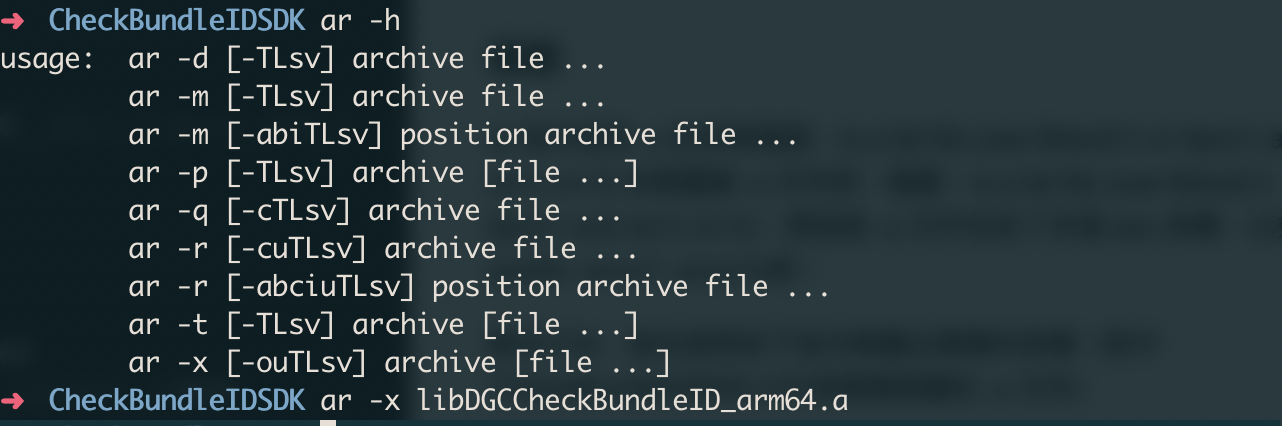 ➜ CheckBundleIDSDK ar -h
usage:  ar -d [-TLsv] archive file ...
        ar -m [-TLsv] archive file ...
        ar -m [-abiTLsv] position archive file ...
        ar -p [-TLsv] archive [file ...]
        ar -q [-cTLsv] archive file ...
        ar -r [-cuTLsv] archive file ...
        ar -r [-abciuTLsv] position archive file ...
        ar -t [-TLsv] archive [file ...]
        ar -x [-ouTLsv] archive [file ...]
➜ CheckBundleIDSDK ar -x libDGCCheckBundleID_arm64.a